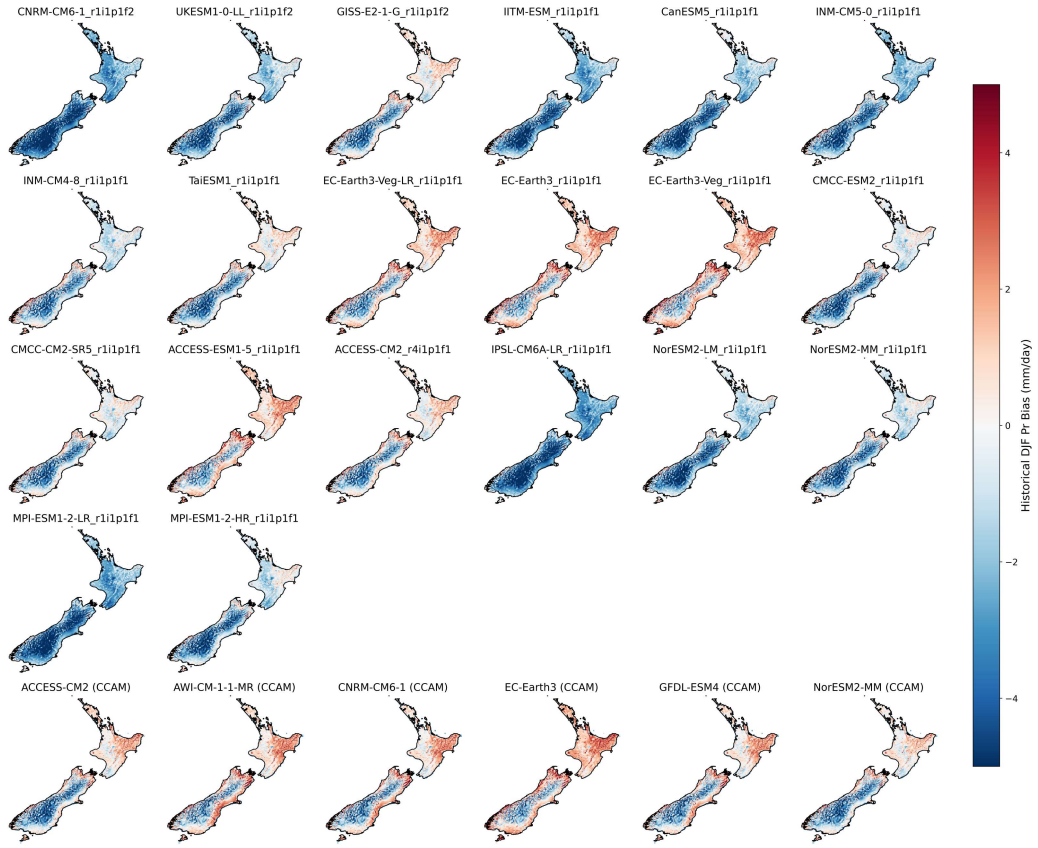 CNRM-CM6-1_r1i1p1f2
UKESM1-0-LL_r1i1p1f2
GISS-E2-1-G_r1i1p1f2
IITM-ESM_r1i1p1f1
CanESM5_r1i1p1f1
INM-CM5-0_r1i1p1f1
INM-CM4-8_r1i1p1f1
TaiESM1_r1i1p1f1
EC-Earth3-Veg-LR_r1i1p1f1
EC-Earth3_r1i1p1f1
EC-Earth3-Veg_r1i1p1f1
CMCC-ESM2_r1i1p1f1
CMCC-CM2-SR5_r1i1p1f1
ACCESS-ESM1-5_r1i1p1f1
ACCESS-CM2_r4i1p1f1
IPSL-CM6A-LR_r1i1p1f1
NorESM2-LM_r1i1p1f1
NorESM2-MM_r1i1p1f1
MPI-ESM1-2-LR_r1i1p1f1
MPI-ESM1-2-HR_r1i1p1f1
ACCESS-CM2 (CCAM)
AWI-CM-1-1-MR (CCAM)
CNRM-CM6-1 (CCAM)
EC-Earth3 (CCAM)
GFDL-ESM4 (CCAM)
NorESM2-MM (CCAM)
4
2
0
−2
−4
Historical DJF Pr Bias (mm/day)